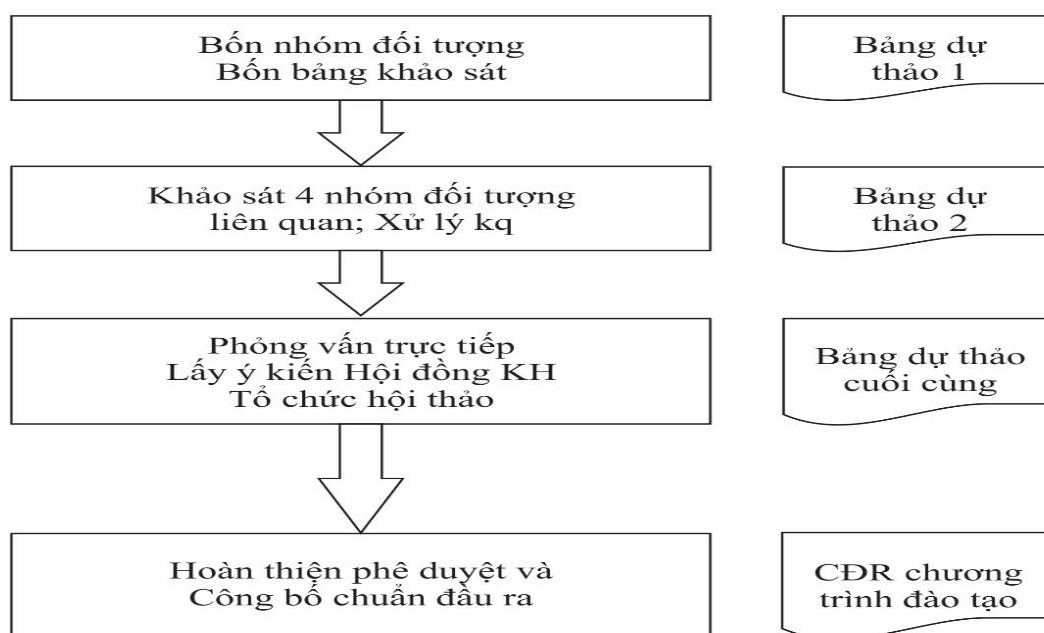 Bốn nhóm đối tượng
Bốn bảng khảo sát
Bảng dự
thảo 1
Khảo sát 4 nhóm đối tượng
liên quan; Xử lý kq
Bảng dự
thảo 2
Phỏng vấn trực tiếp
Lấy ý kiến Hội đồng KH
Tổ chức hội thảo
Bảng dự thảo
cuối cùng
Hoàn thiện phê duyệt và
Công bố chuẩn đầu ra
CĐR chương
trình đào tạo